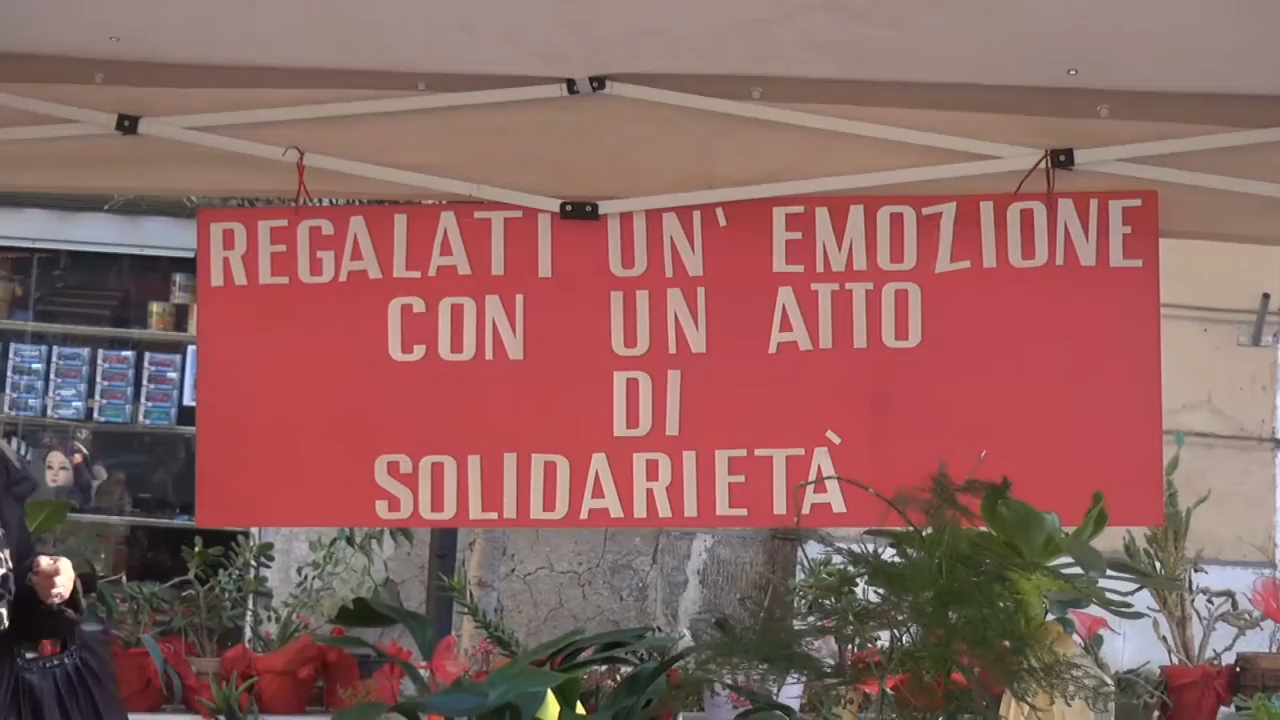 REGALATI UN' EMOZIONE
CON UN ATTO
DI
SOLIDARIETÀ